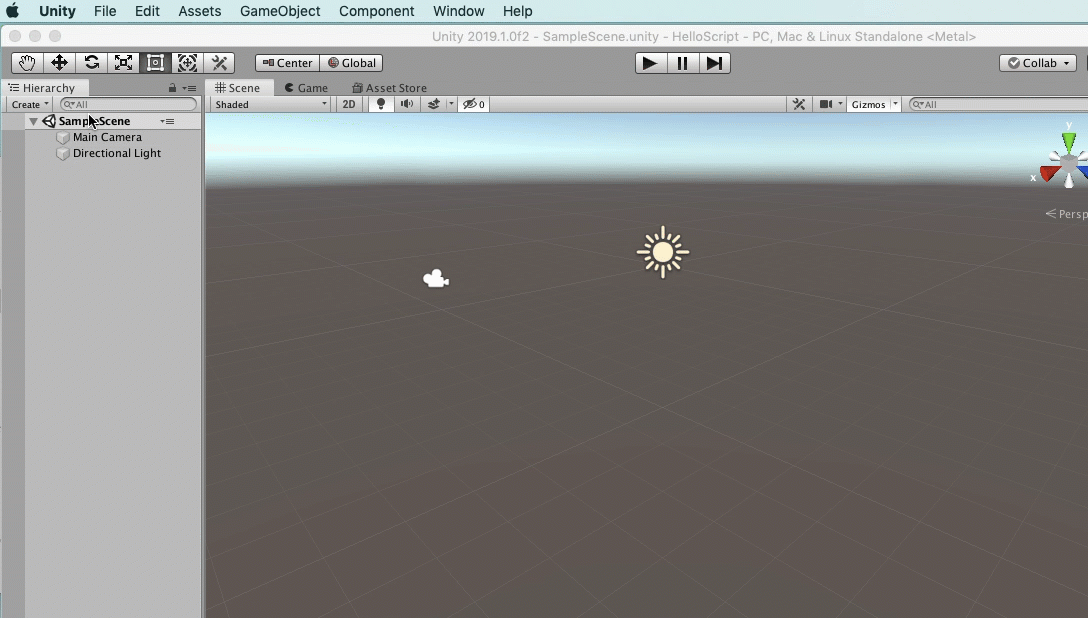 Unity File Edit Assets GameObject Component Window Help
Unity 2019.1.0f2 - SampleScene.unity - HelloScript - PC, Mac & Linux Standalone <Metal>
Center Global Collab
Hierarchy Scene Game Asset Store
Create All Shaded 2D 0 Gizmos All
SampleScene
Main Camera
Directional Light
y
x
Persp